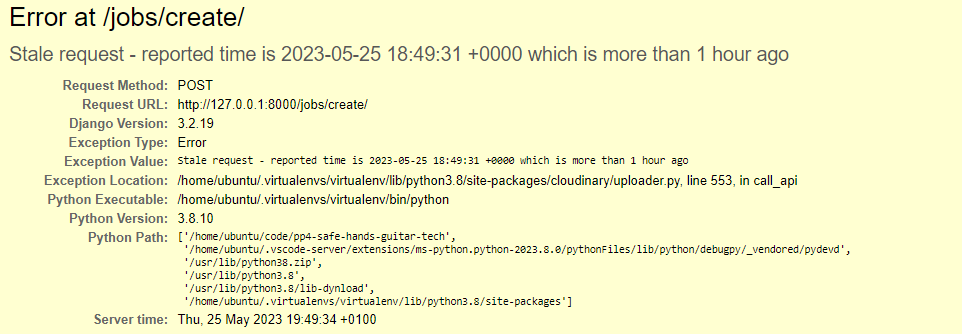 Error at /jobs/create/
Stale request - reported time is 2023-05-25 18:49:31 +0000 which is more than 1 hour ago
Request Method: POST
Request URL: http://127.0.0.1:8000/jobs/create/
Django Version: 3.2.19
Exception Type: Error
Exception Value: Stale request - reported time is 2023-05-25 18:49:31 +0000 which is more than 1 hour ago
Exception Location: /home/ubuntu/.virtualenvs/virtualenv/lib/python3.8/site-packages/cloudinary/uploader.py, line 553, in call_api
Python Executable: /home/ubuntu/.virtualenvs/virtualenv/bin/python
Python Version: 3.8.10
Python Path: ['/home/ubuntu/code/pp4-safe-hands-guitar-tech',
'/home/ubuntu/.vscode-server/extensions/ms-python.python-2023.8.0/pythonFiles/lib/python/debugpy/_vendored/pydevd',
'/usr/lib/python38.zip',
'/usr/lib/python3.8',
'/usr/lib/python3.8/lib-dynload',
'/home/ubuntu/.virtualenvs/virtualenv/lib/python3.8/site-packages']
Server time: Thu, 25 May 2023 19:49:34 +0100